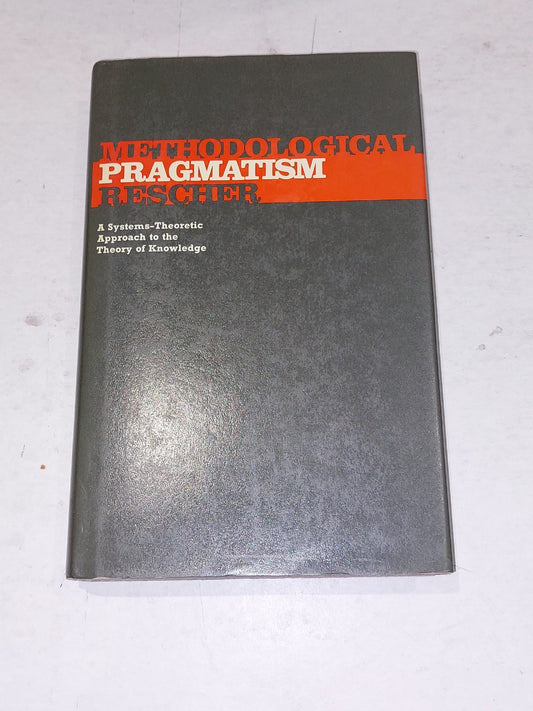 METHODOLOGICAL
PRAGMATISM
RESCHER
A Systems-Theoretic
Approach to the
Theory of Knowledge